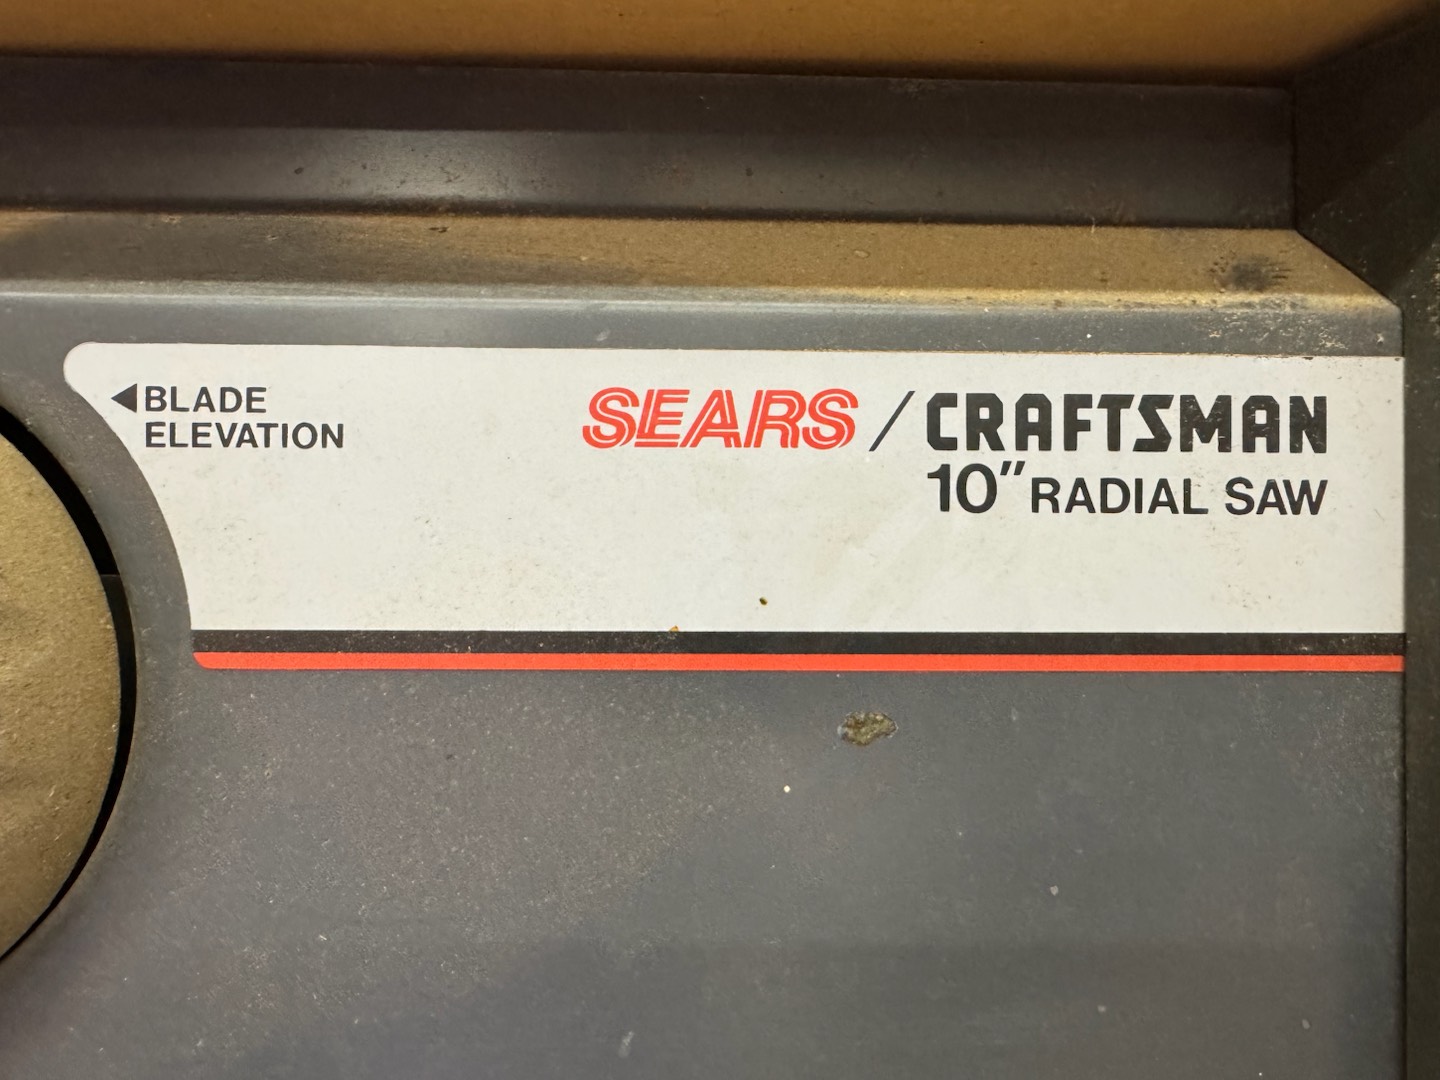 ◀BLADE
ELEVATION
SEARS / CRAFTSMAN
10" RADIAL SAW